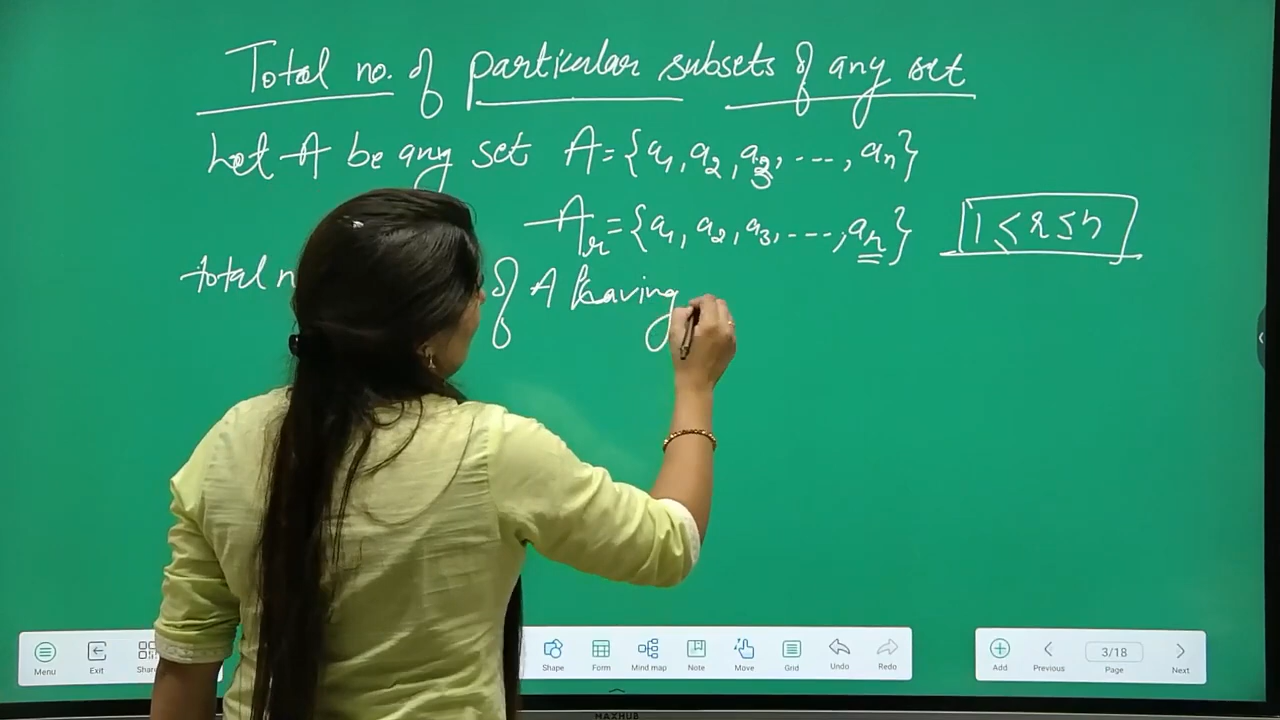 Total no. of particular subsets of any set
Let A be any set A = {a₁, a₂, a₃, ---, aₙ}
Aᵣ = {a₁, a₂, a₃, ---, aᵣ} 1 ≤ r ≤ n
total n of A having
Menu
Exit
Share
Shape
Form
Mind map
Note
Move
Grid
Undo
Redo
Add
Previous
3/18
Page
Next
MAXHUB